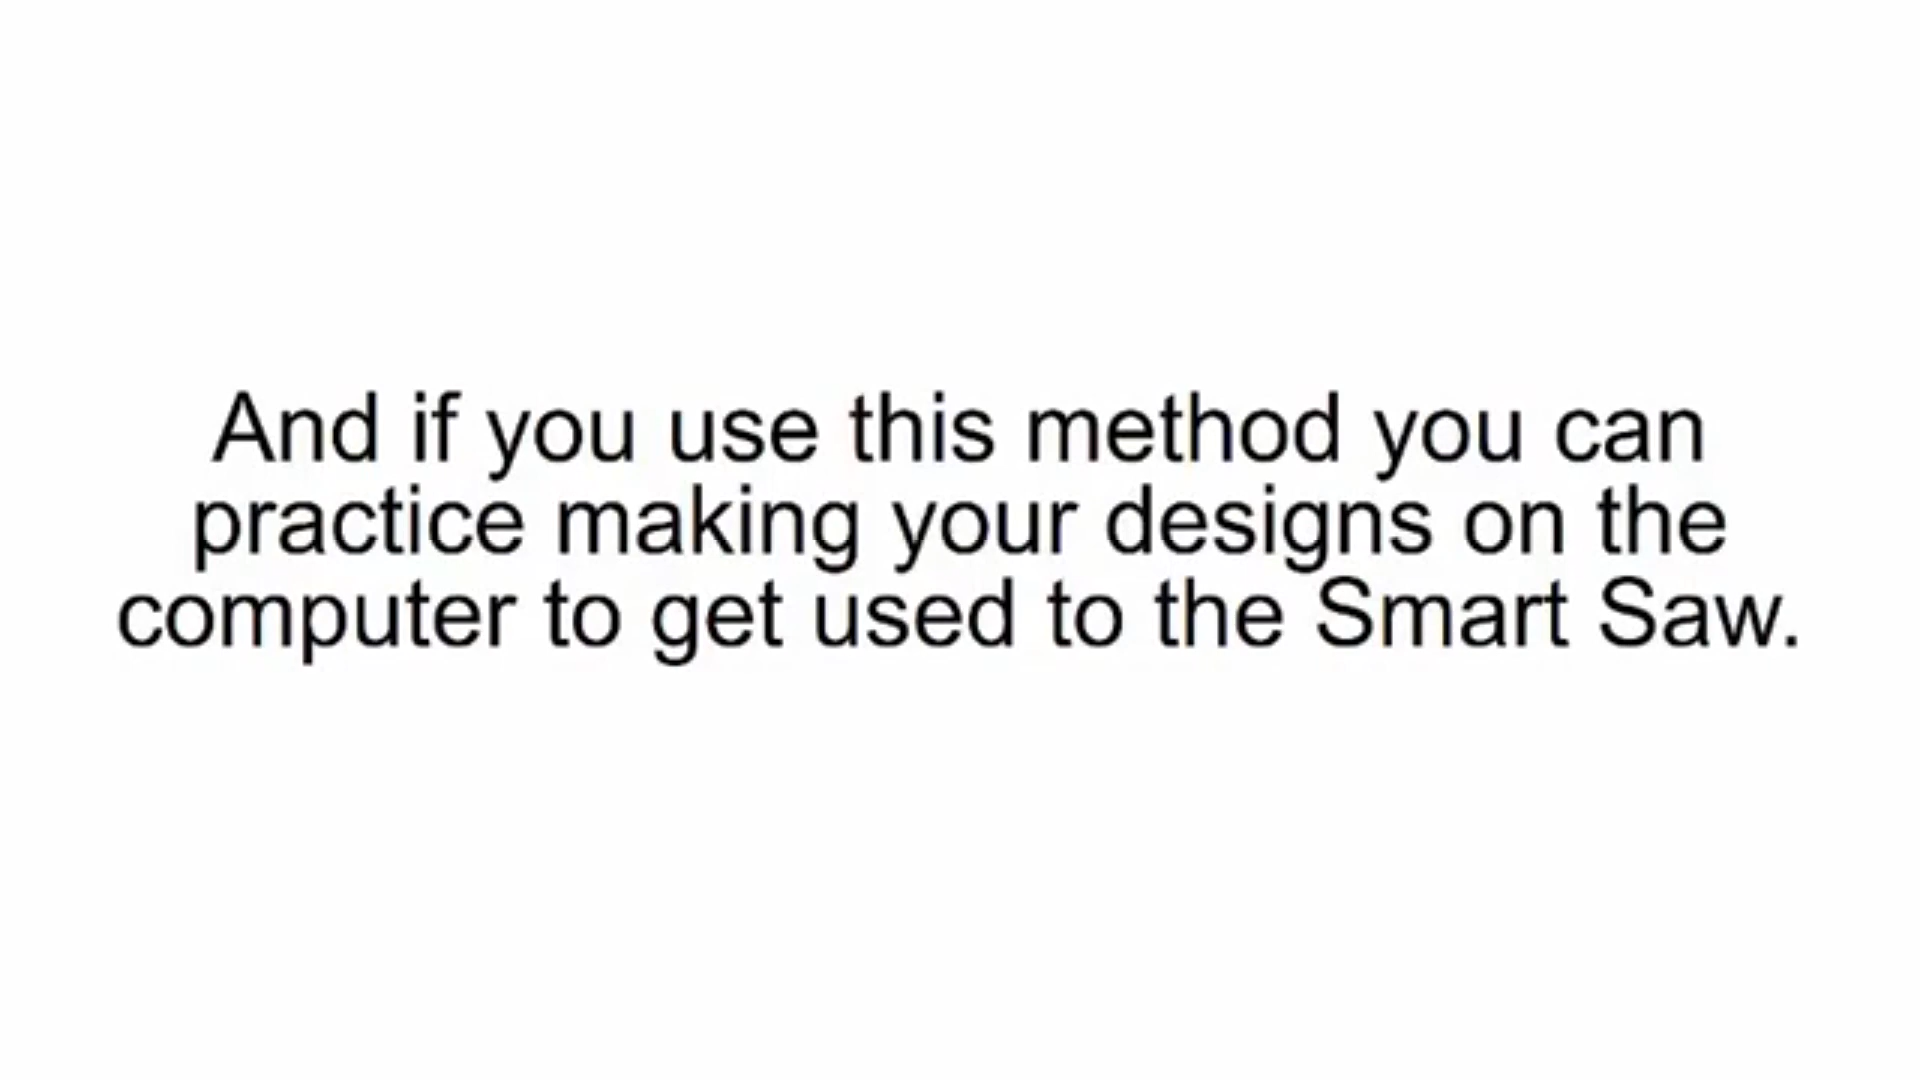 And if you use this method you can
practice making your designs on the
computer to get used to the Smart Saw.